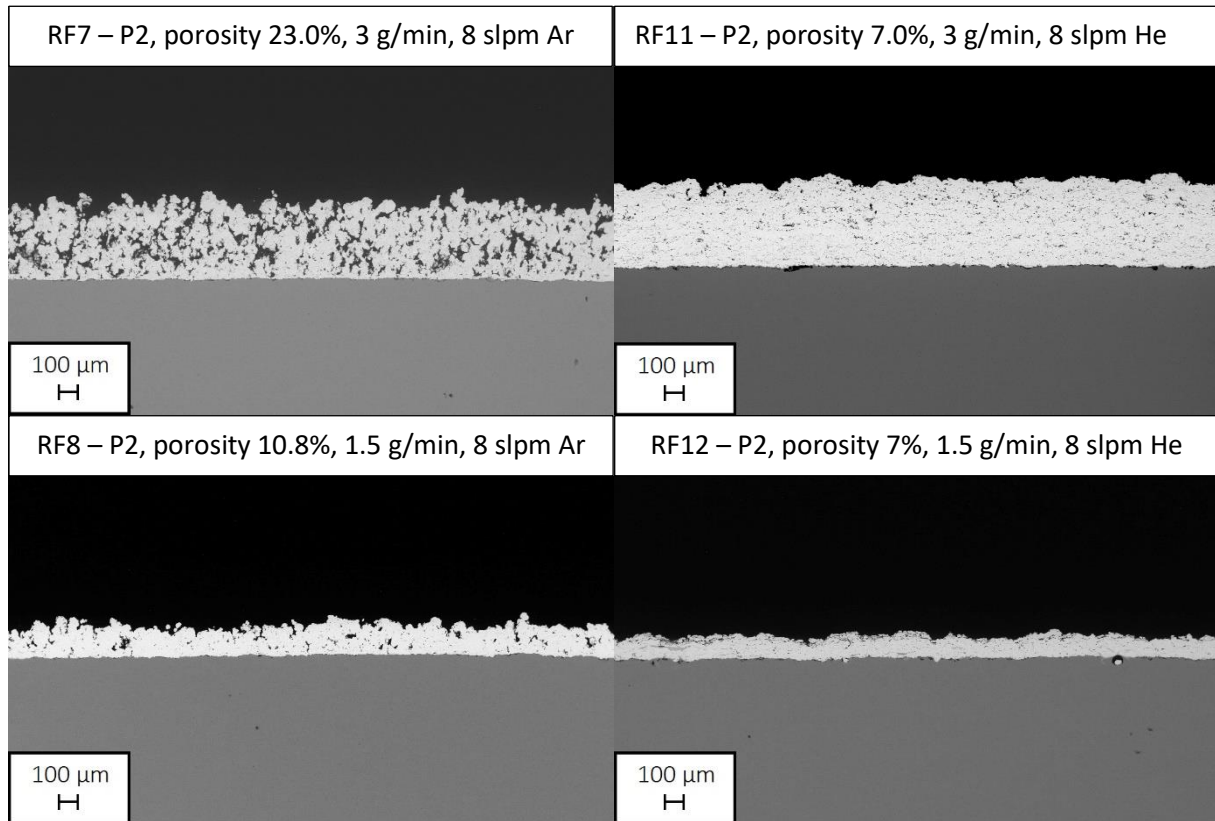 RF7 – P2, porosity 23.0%, 3 g/min, 8 slpm Ar
RF11 – P2, porosity 7.0%, 3 g/min, 8 slpm He
100 µm
100 µm
RF8 – P2, porosity 10.8%, 1.5 g/min, 8 slpm Ar
RF12 – P2, porosity 7%, 1.5 g/min, 8 slpm He
100 µm
100 µm